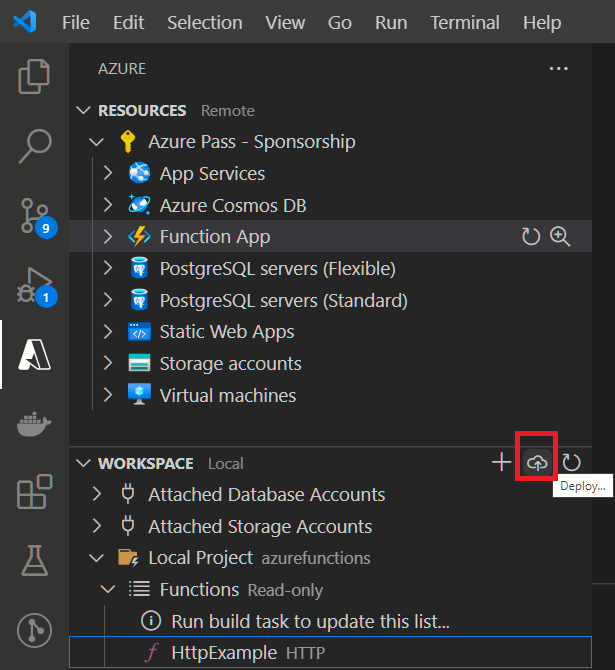 File Edit Selection View Go Run Terminal Help
AZURE
RESOURCES Remote
Azure Pass - Sponsorship
App Services
Azure Cosmos DB
9
Function App
PostgreSQL servers (Flexible)
1
PostgreSQL servers (Standard)
Static Web Apps
Storage accounts
Virtual machines
WORKSPACE Local
Deploy...
Attached Database Accounts
Attached Storage Accounts
Local Project azurefunctions
Functions Read-only
Run build task to update this list...
HttpExample HTTP